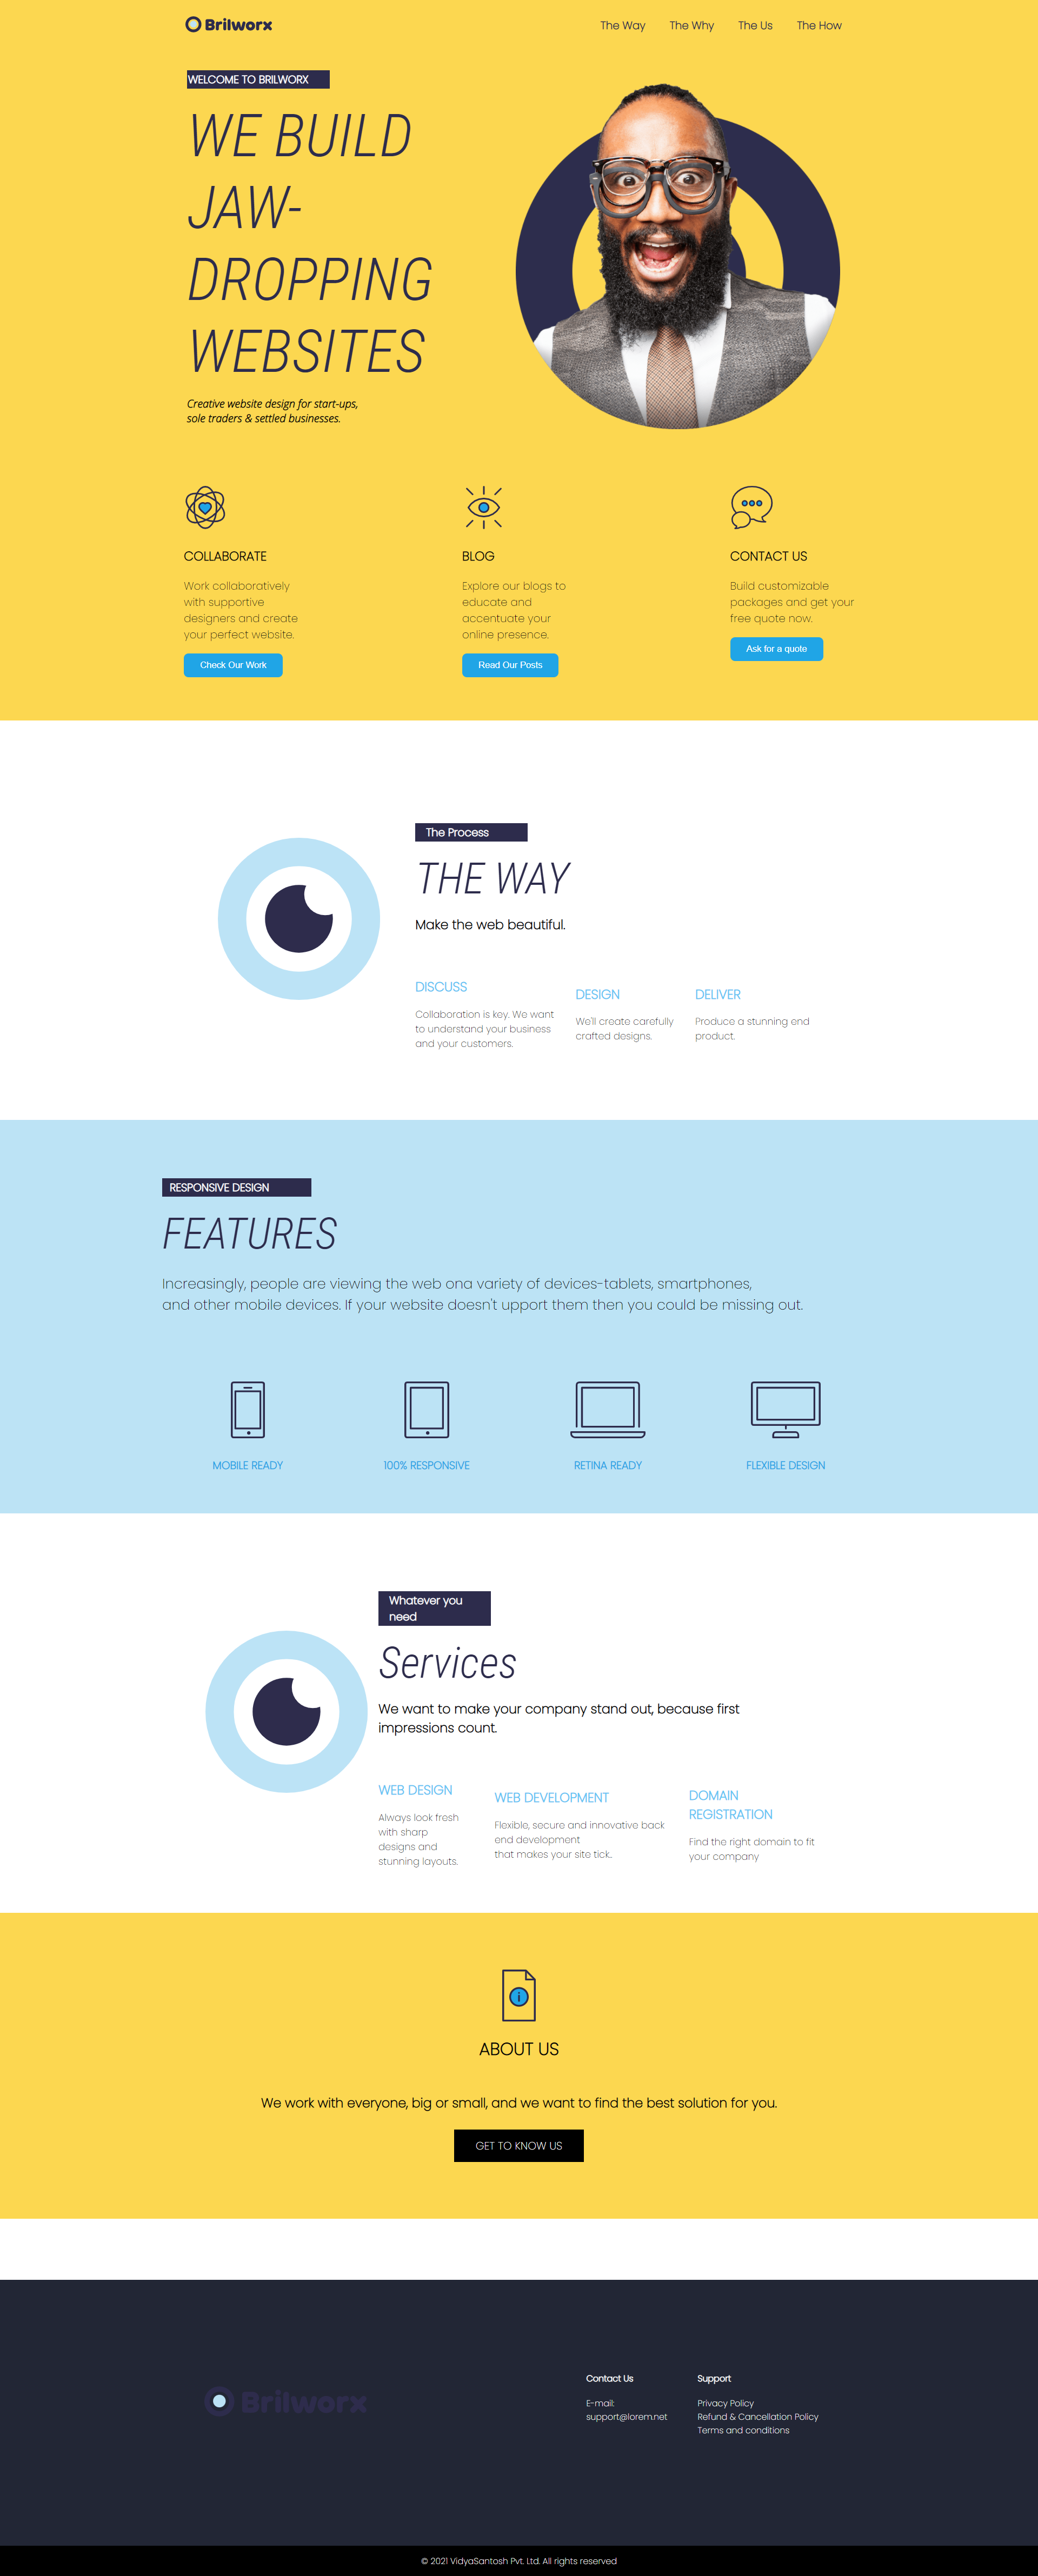 Brilworx
The Way
The Why
The Us
The How
WELCOME TO BRILWORX
WE BUILD
JAW-
DROPPING
WEBSITES
Creative website design for start-ups,
sole traders & settled businesses.
COLLABORATE
Work collaboratively
with supportive
designers and create
your perfect website.
Check Our Work
BLOG
Explore our blogs to
educate and
accentuate your
online presence.
Read Our Posts
CONTACT US
Build customizable
packages and get your
free quote now.
Ask for a quote
The Process
THE WAY
Make the web beautiful.
DISCUSS
Collaboration is key. We want
to understand your business
and your customers.
DESIGN
We'll create carefully
crafted designs.
DELIVER
Produce a stunning end
product.
RESPONSIVE DESIGN
FEATURES
Increasingly, people are viewing the web ona variety of devices-tablets, smartphones,
and other mobile devices. If your website doesn't upport them then you could be missing out.
MOBILE READY
100% RESPONSIVE
RETINA READY
FLEXIBLE DESIGN
Whatever you
need
Services
We want to make your company stand out, because first
impressions count.
WEB DESIGN
Always look fresh
with sharp
designs and
stunning layouts.
WEB DEVELOPMENT
Flexible, secure and innovative back
end development
that makes your site tick..
DOMAIN
REGISTRATION
Find the right domain to fit
your company
ABOUT US
We work with everyone, big or small, and we want to find the best solution for you.
GET TO KNOW US
Brilworx
Contact Us
E-mail:
support@lorem.net
Support
Privacy Policy
Refund & Cancellation Policy
Terms and conditions
© 2021 VidyaSantosh Pvt. Ltd. All rights reserved